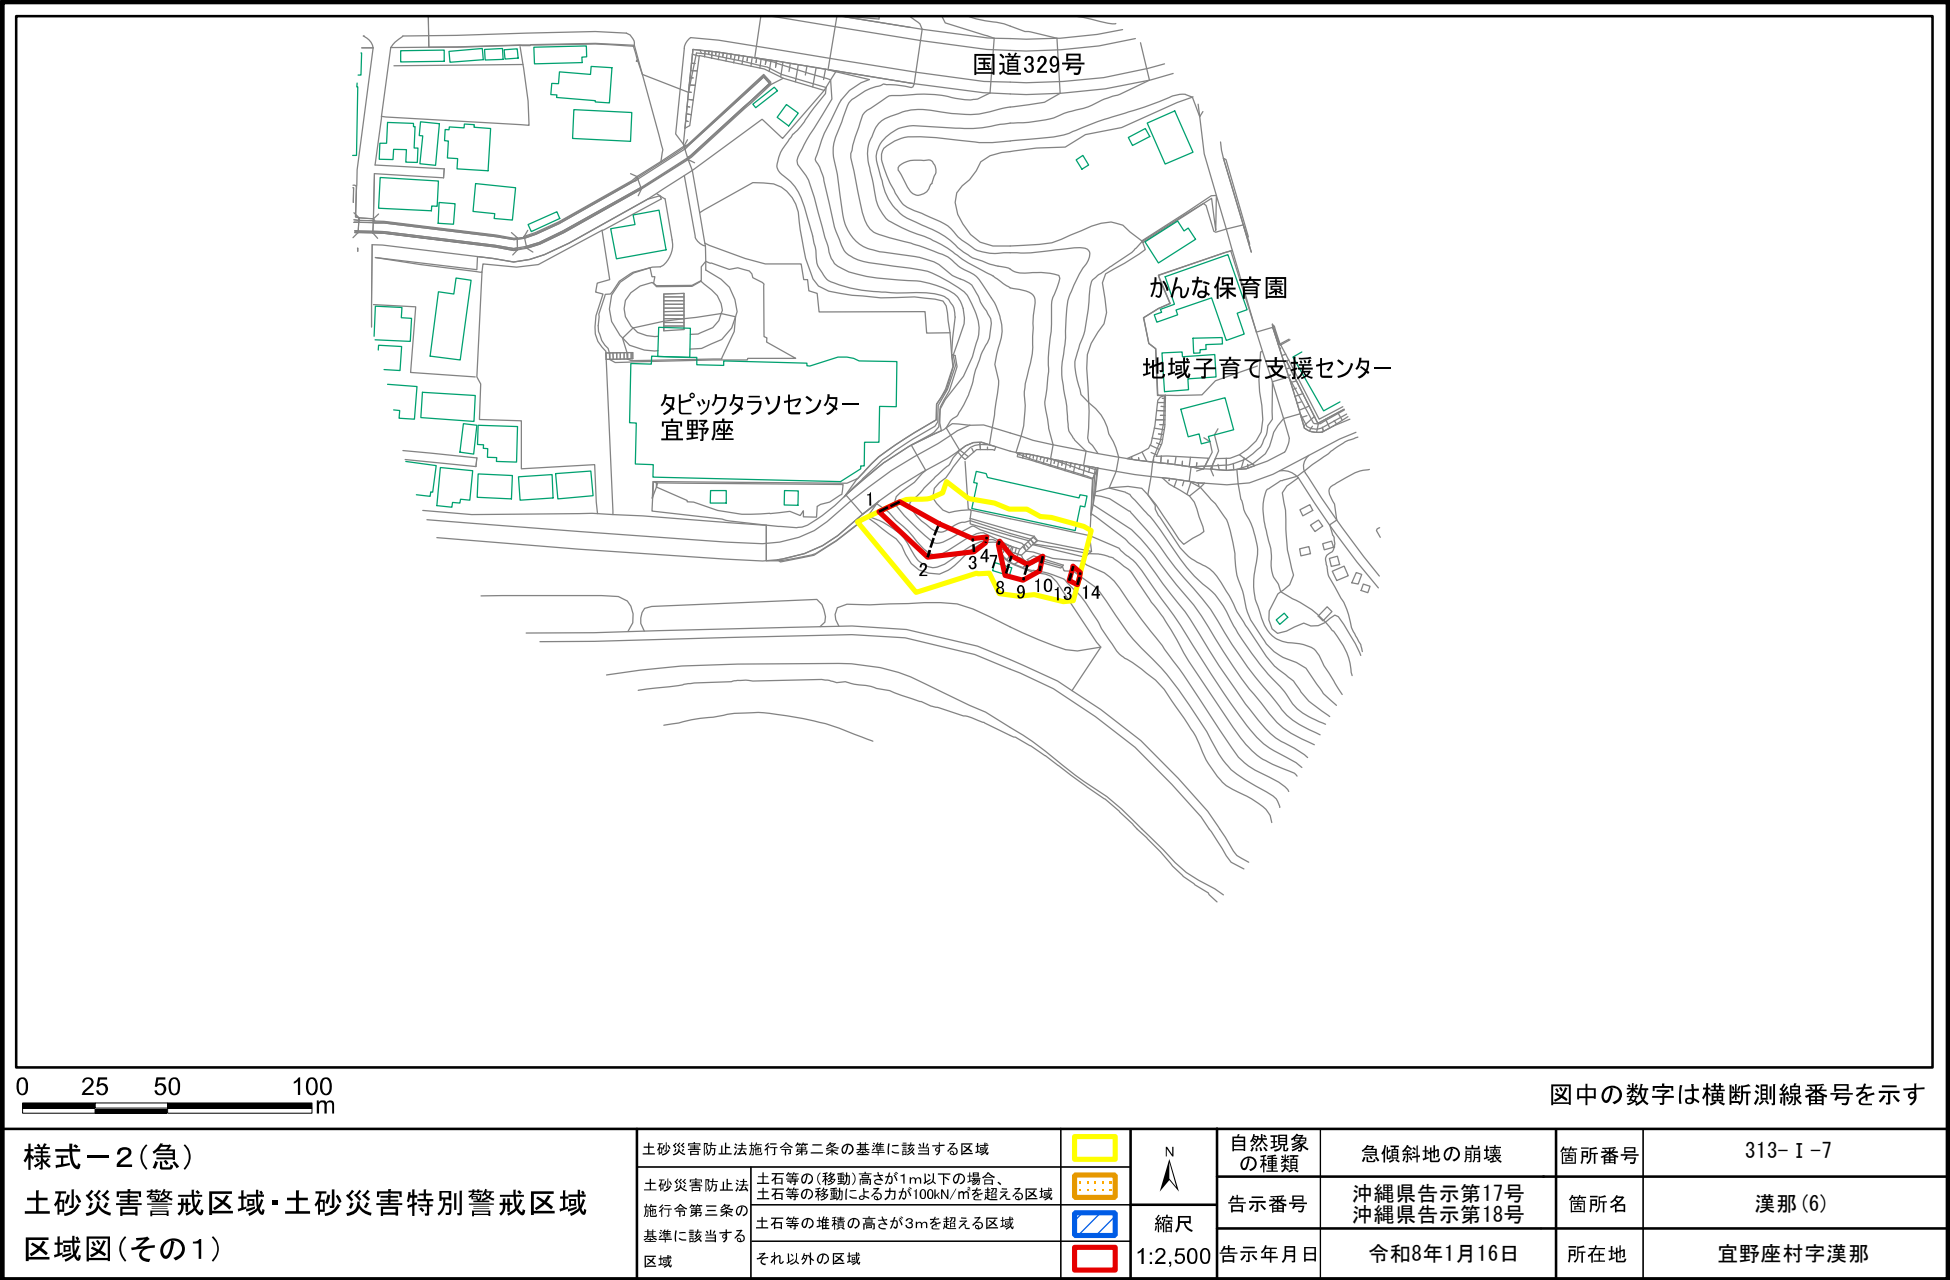 国道329号
かんな保育園
地域子育て支援センター
タピックタラソセンター
宜野座
1
2
3
4
7
8
9
10
13
14
0 25 50 100
m
図中の数字は横断測線番号を示す
様式－2（急）
土砂災害警戒区域・土砂災害特別警戒区域
区域図（その１）
土砂災害防止法施行令第二条の基準に該当する区域
土砂災害防止法
施行令第三条の
基準に該当する
区域
土石等の（移動）高さが1ｍ以下の場合、
土石等の移動による力が100kN/㎡を超える区域
土石等の堆積の高さが3ｍを超える区域
それ以外の区域
N
縮尺
1:2,500
自然現象
の種類
急傾斜地の崩壊
箇所番号
313-Ⅰ-7
告示番号
沖縄県告示第17号
沖縄県告示第18号
箇所名
漢那(6)
告示年月日
令和8年1月16日
所在地
宜野座村字漢那